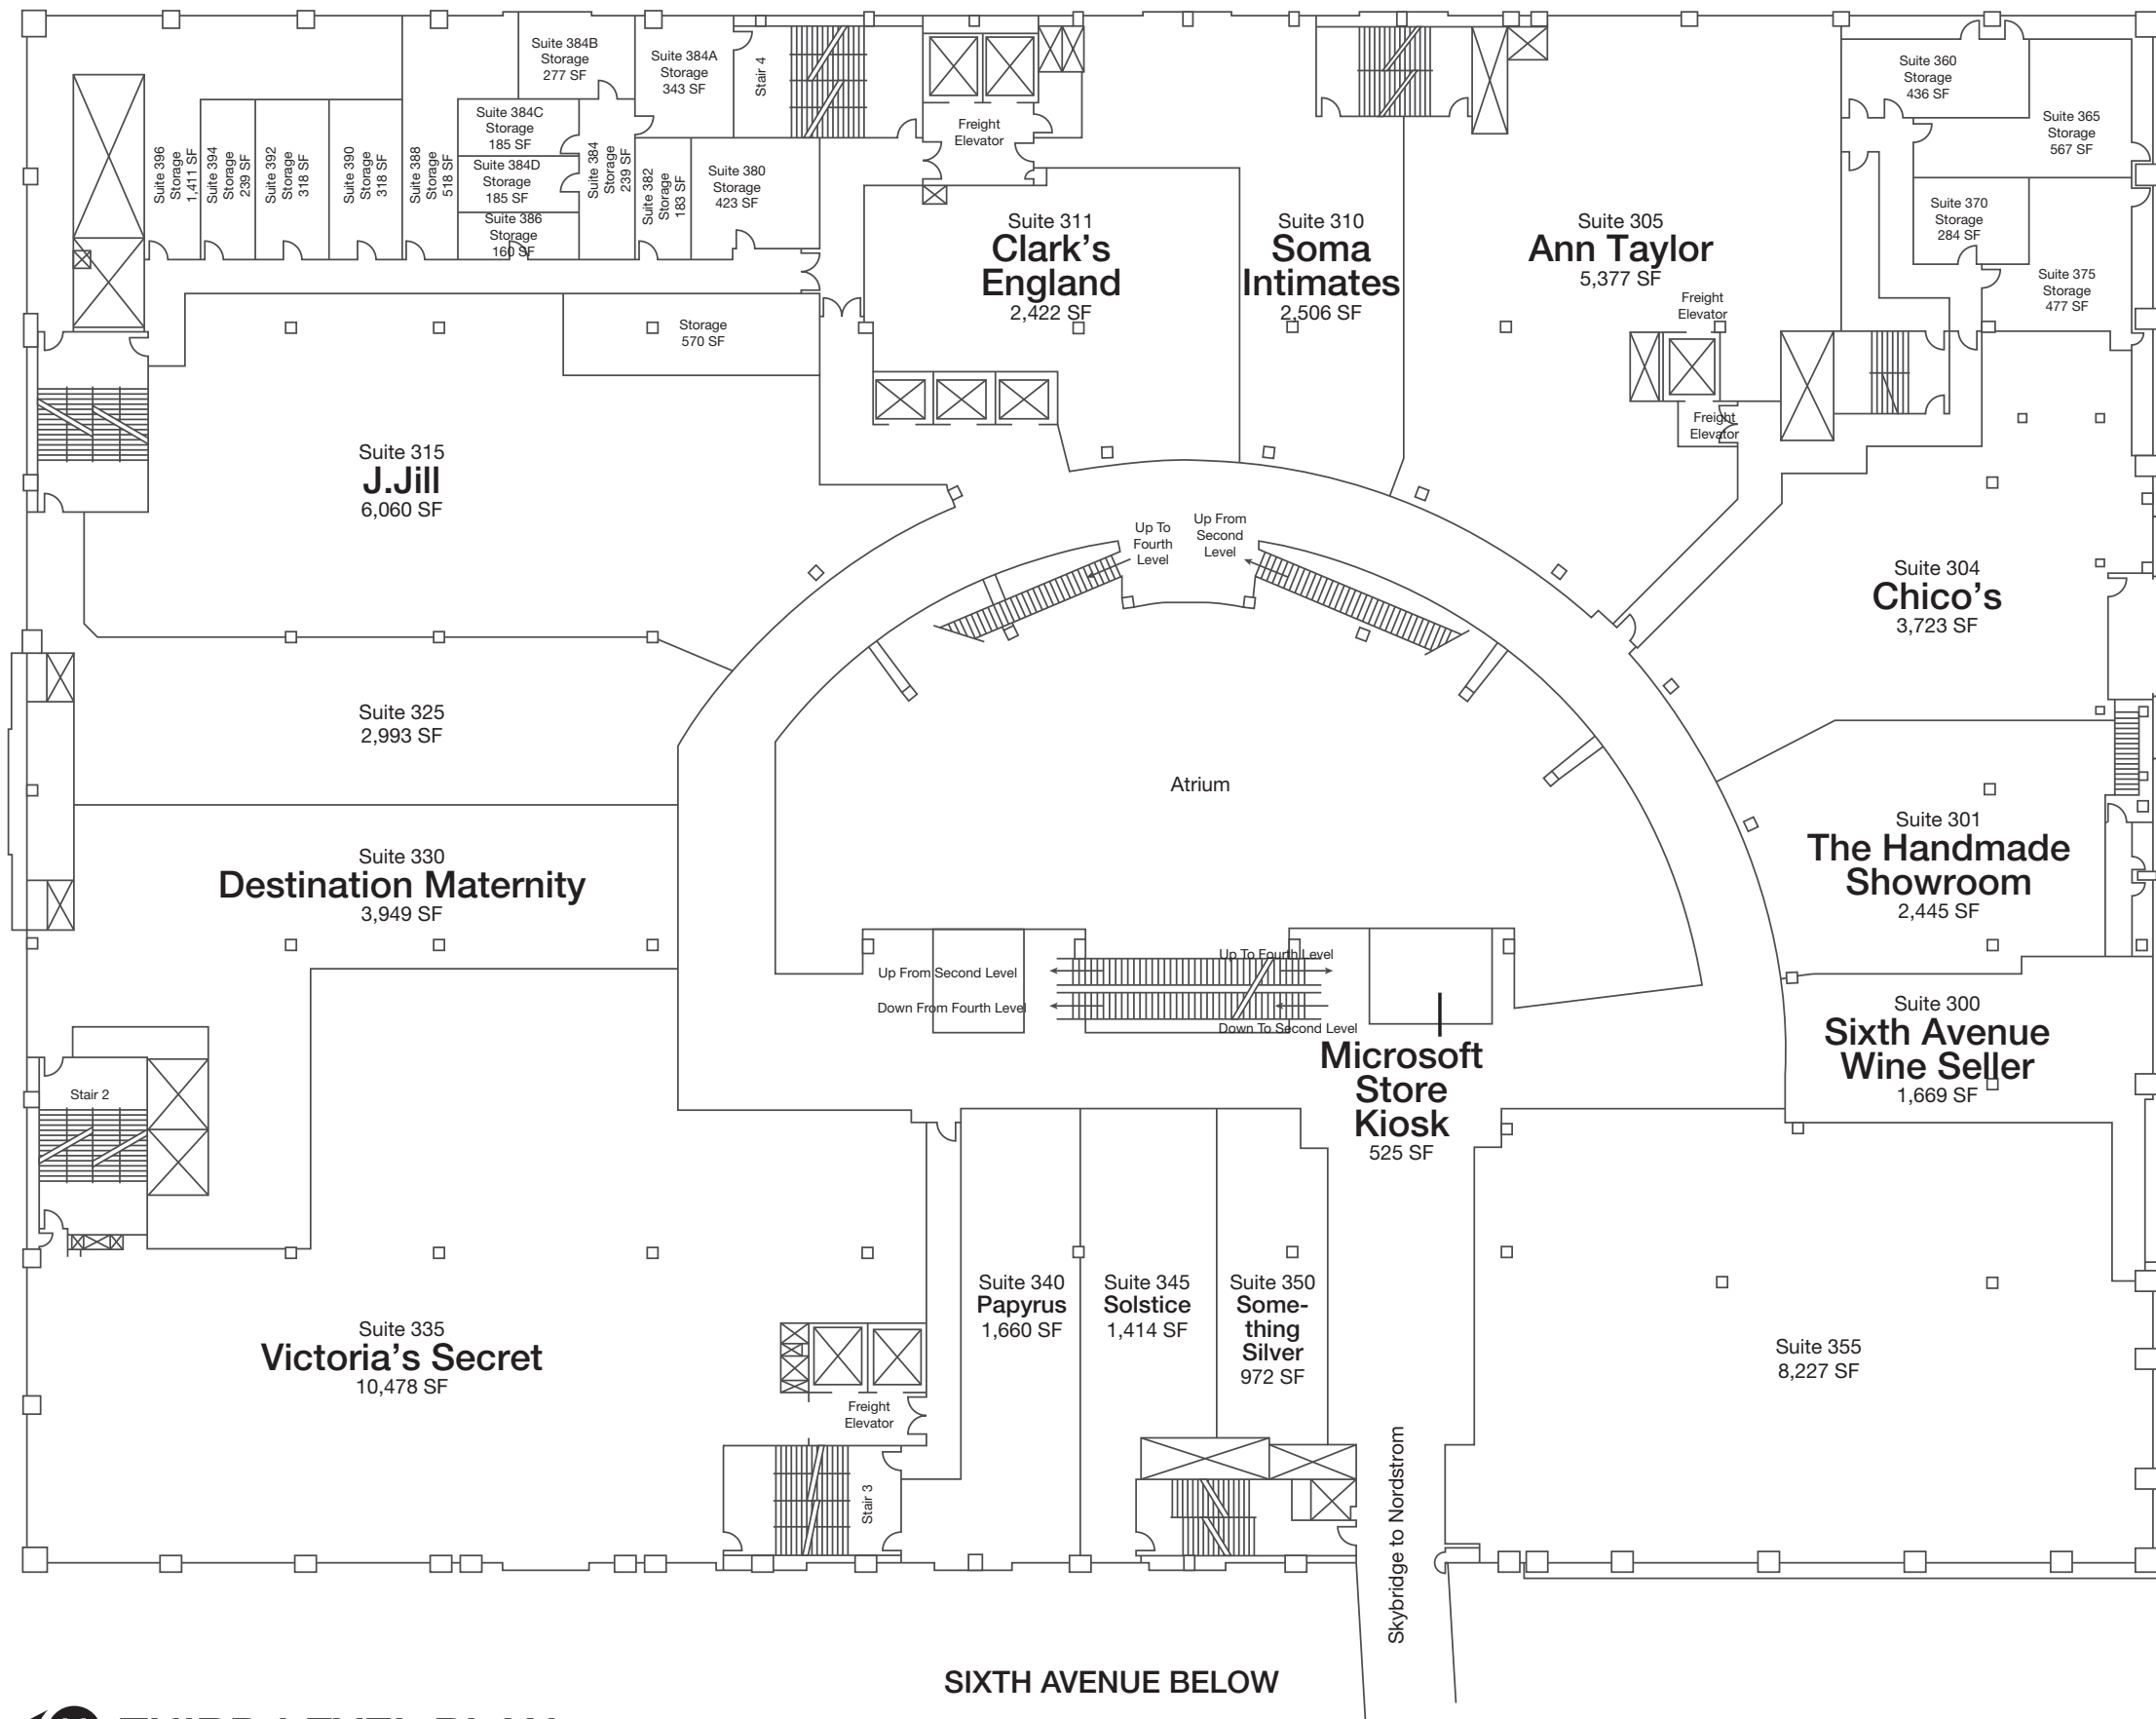 Suite 384B
Storage
277 SF
Suite 384A
Storage
343 SF
Stair 4
Suite 360
Storage
436 SF
Suite 365
Storage
567 SF
Suite 396
Storage
1,411 SF
Suite 394
Storage
239 SF
Suite 392
Storage
318 SF
Suite 390
Storage
318 SF
Suite 388
Storage
518 SF
Suite 384C
Storage
185 SF
Suite 384D
Storage
185 SF
Suite 386
Storage
160 SF
Suite 384
Storage
239 SF
Suite 382
Storage
183 SF
Suite 380
Storage
423 SF
Freight
Elevator
Suite 311
Clark's
England
2,422 SF
Suite 310
Soma
Intimates
2,506 SF
Suite 305
Ann Taylor
5,377 SF
Freight
Elevator
Freight
Elevator
Suite 370
Storage
284 SF
Suite 375
Storage
477 SF
Storage
570 SF
Suite 315
J.Jill
6,060 SF
Up To
Fourth
Level
Up From
Second
Level
Suite 304
Chico's
3,723 SF
Suite 325
2,993 SF
Atrium
Suite 301
The Handmade
Showroom
2,445 SF
Suite 330
Destination Maternity
3,949 SF
Up From Second Level
Down From Fourth Level
Up To Fourth Level
Down To Second Level
Microsoft
Store
Kiosk
525 SF
Suite 300
Sixth Avenue
Wine Seller
1,669 SF
Stair 2
Suite 335
Victoria's Secret
10,478 SF
Freight
Elevator
Stair 3
Suite 340
Papyrus
1,660 SF
Suite 345
Solstice
1,414 SF
Suite 350
Some-
thing
Silver
972 SF
Suite 355
8,227 SF
Skybridge to Nordstrom
SIXTH AVENUE BELOW
THIRD LEVEL PLAN